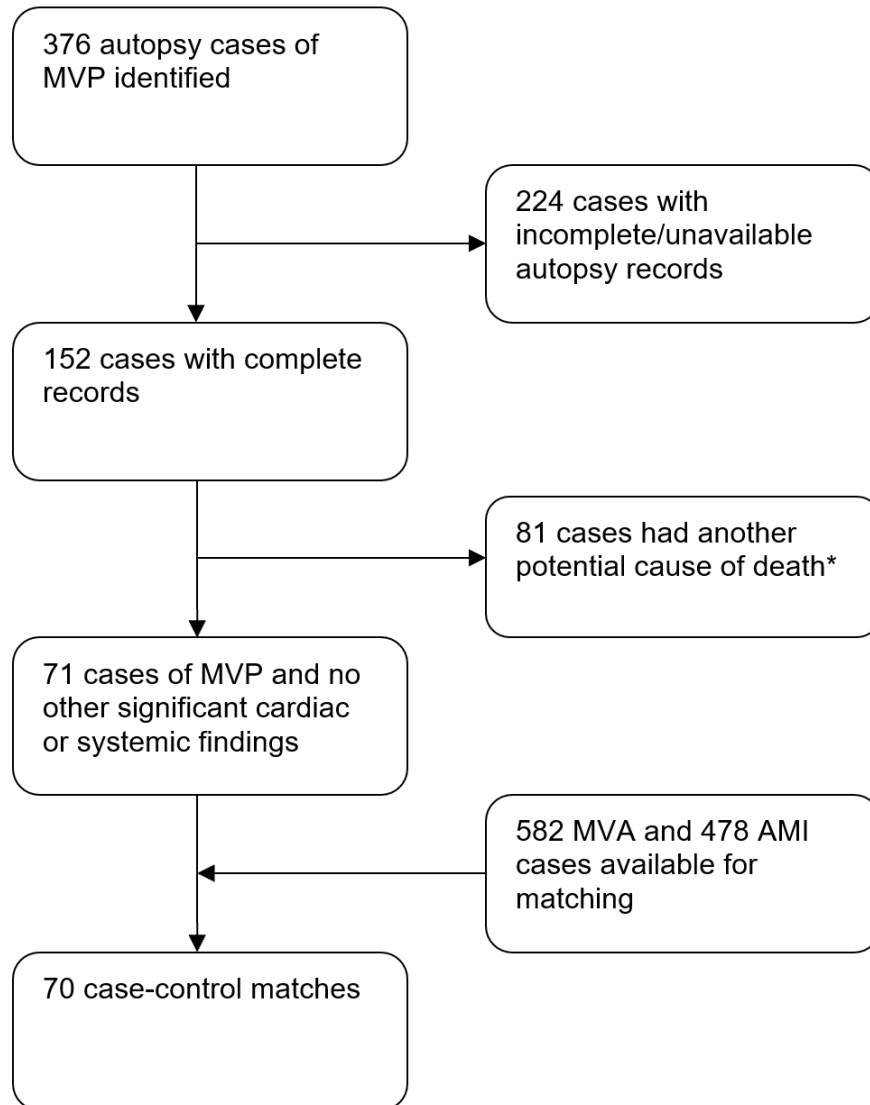 376 autopsy cases of
MVP identified
224 cases with
incomplete/unavailable
autopsy records
152 cases with complete
records
81 cases had another
potential cause of death*
71 cases of MVP and no
other significant cardiac
or systemic findings
582 MVA and 478 AMI
cases available for
matching
70 case-control matches